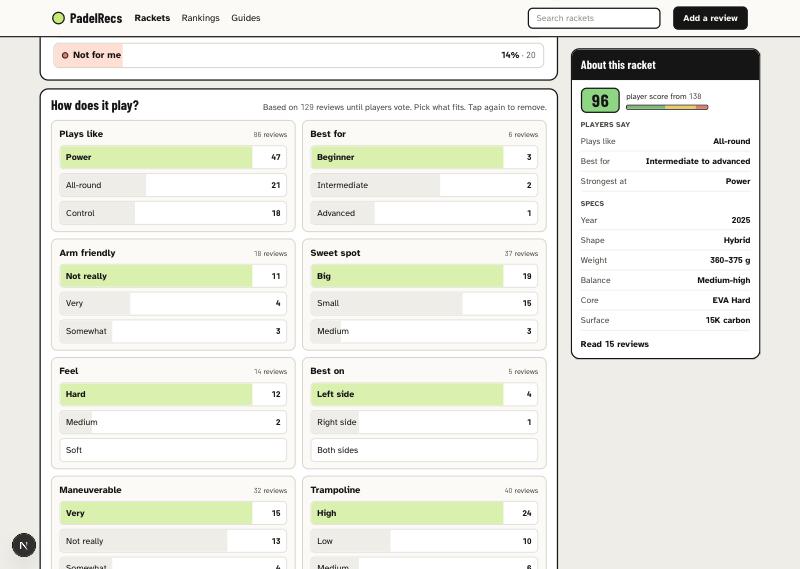 PadelRecs Rackets Rankings Guides Search rackets Add a review
Not for me 14% · 20
How does it play? Based on 129 reviews until players vote. Pick what fits. Tap again to remove.
Plays like 86 reviews
Power 47
All-round 21
Control 18
Best for 6 reviews
Beginner 3
Intermediate 2
Advanced 1
Arm friendly 18 reviews
Not really 11
Very 4
Somewhat 3
Sweet spot 37 reviews
Big 19
Small 15
Medium 3
Feel 14 reviews
Hard 12
Medium 2
Soft
Best on 5 reviews
Left side 4
Right side 1
Both sides
Maneuverable 32 reviews
Very 15
Not really 13
Somewhat 4
Trampoline 40 reviews
High 24
Low 10
Medium 6
About this racket
96 player score from 138
PLAYERS SAY
Plays like All-round
Best for Intermediate to advanced
Strongest at Power
SPECS
Year 2025
Shape Hybrid
Weight 360–375 g
Balance Medium-high
Core EVA Hard
Surface 15K carbon
Read 15 reviews
N